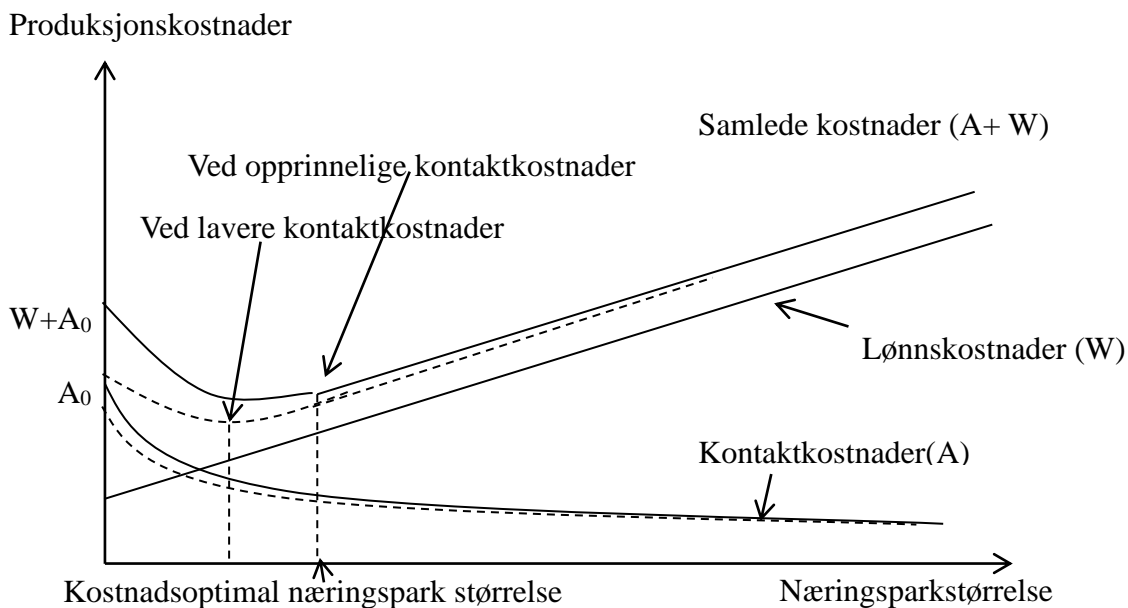 Produksjonskostnader
Samlede kostnader (A+ W)
Ved opprinnelige kontaktkostnader
Ved lavere kontaktkostnader
W+A₀
Lønnskostnader (W)
A₀
Kontaktkostnader(A)
Kostnadsoptimal næringspark størrelse
Næringsparkstørrelse